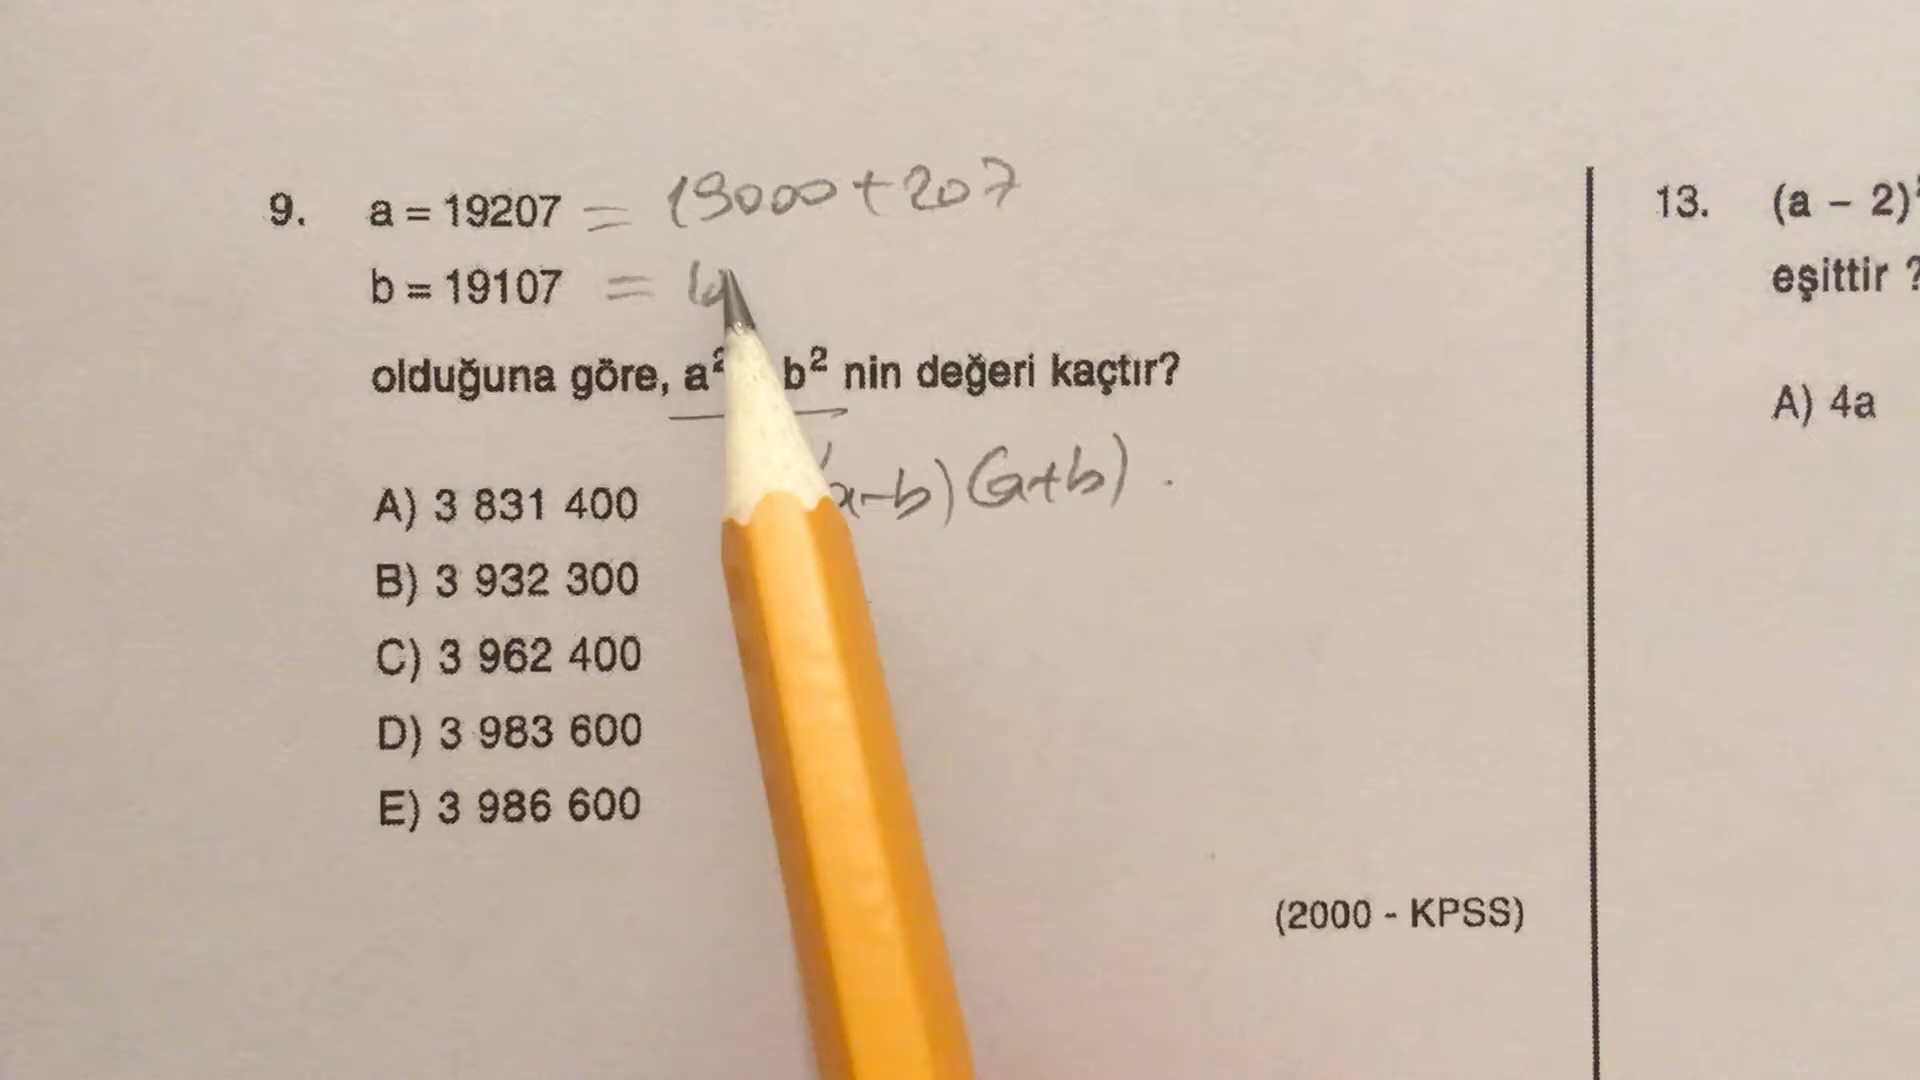 9. a = 19207 = 19000 + 207
b = 19107 =
olduğuna göre, a² b² nin değeri kaçtır?
a-b) (a+b) .
A) 3 831 400
B) 3 932 300
C) 3 962 400
D) 3 983 600
E) 3 986 600
(2000 - KPSS)
13. (a – 2)
eşittir ?
A) 4a